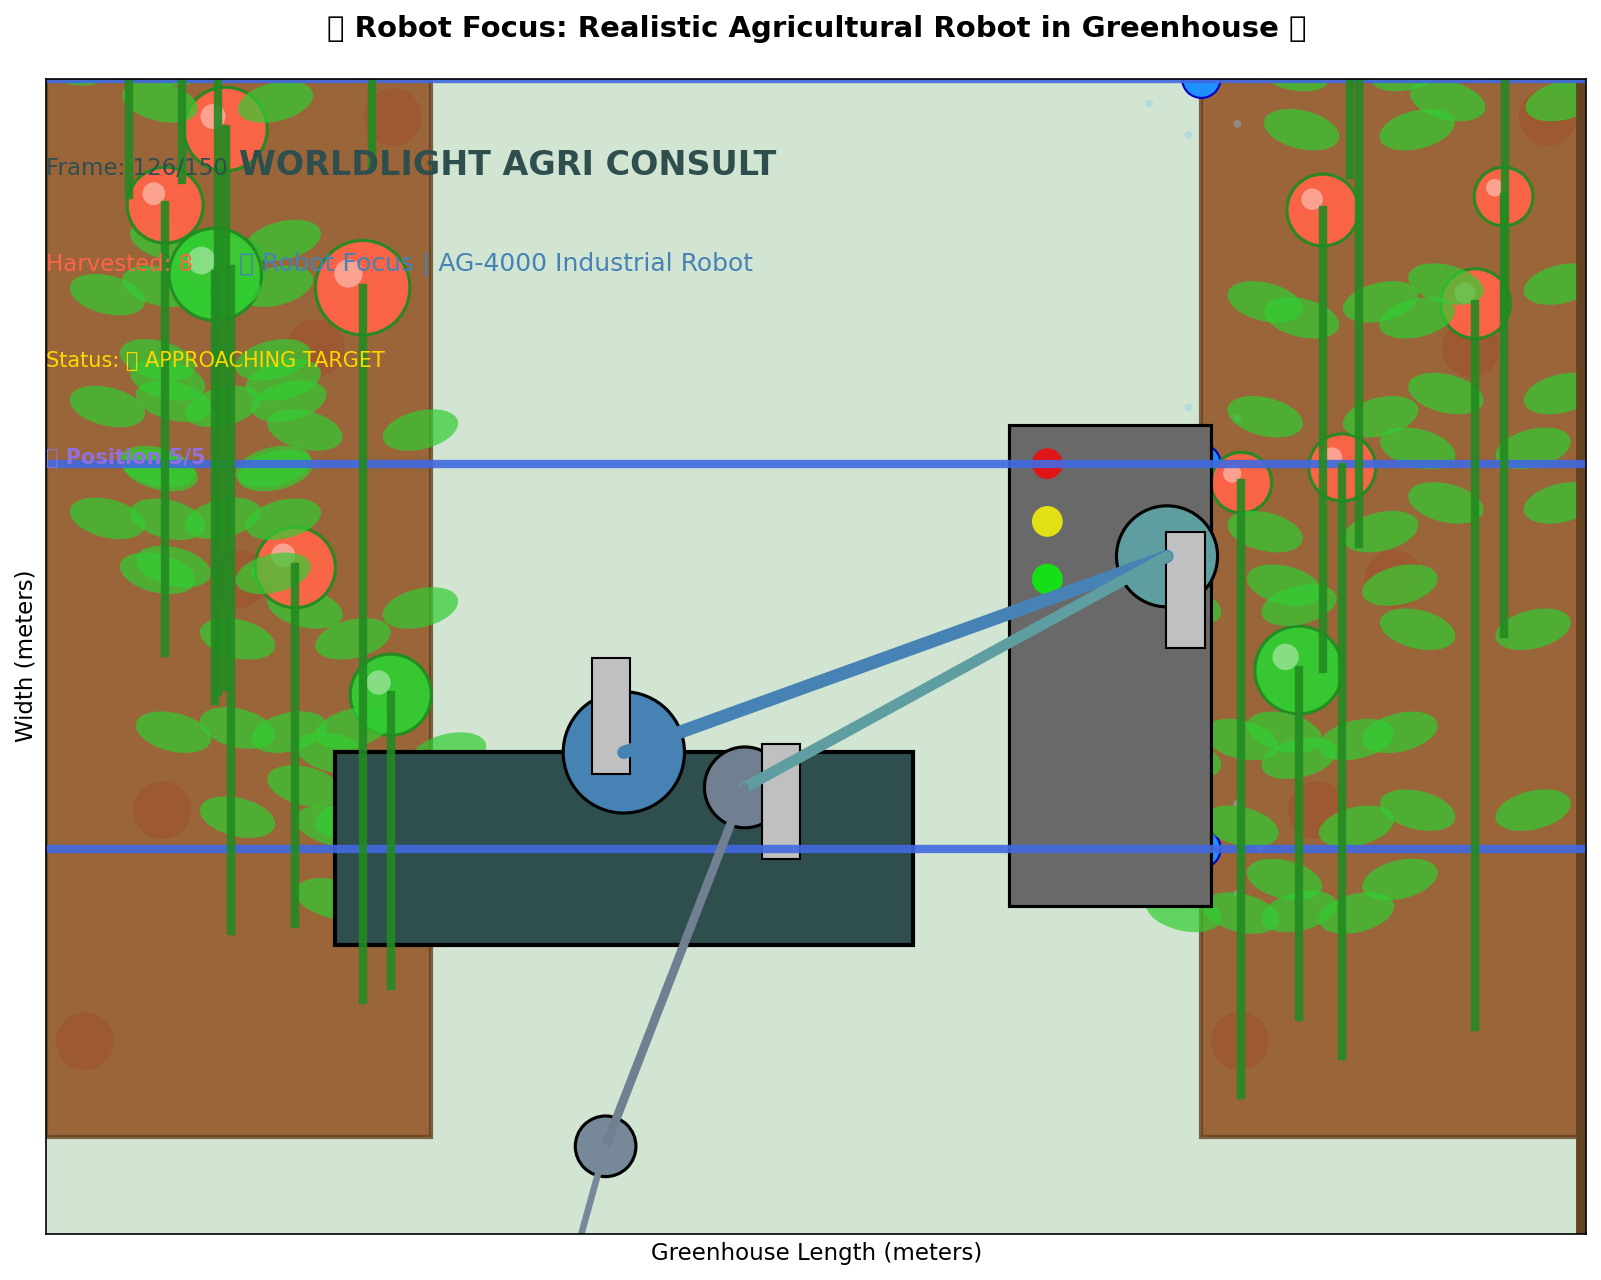 Robot Focus: Realistic Agricultural Robot in Greenhouse
Frame: 126/150
WORLDLIGHT AGRI CONSULT
Harvested: 8
Robot Focus | AG-4000 Industrial Robot
Status: APPROACHING TARGET
Position 5/5
Width (meters)
Greenhouse Length (meters)